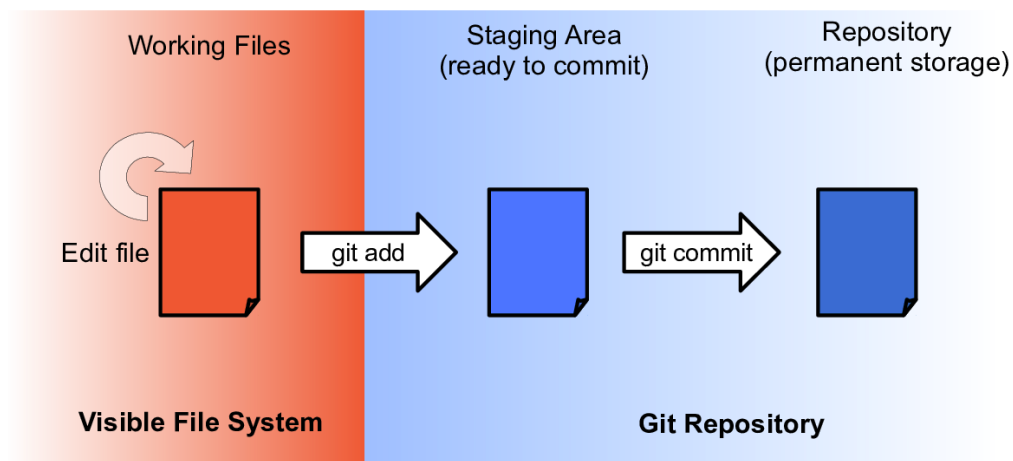 Working Files
Staging Area
(ready to commit)
Repository
(permanent storage)
Edit file
git add
git commit
Visible File System
Git Repository